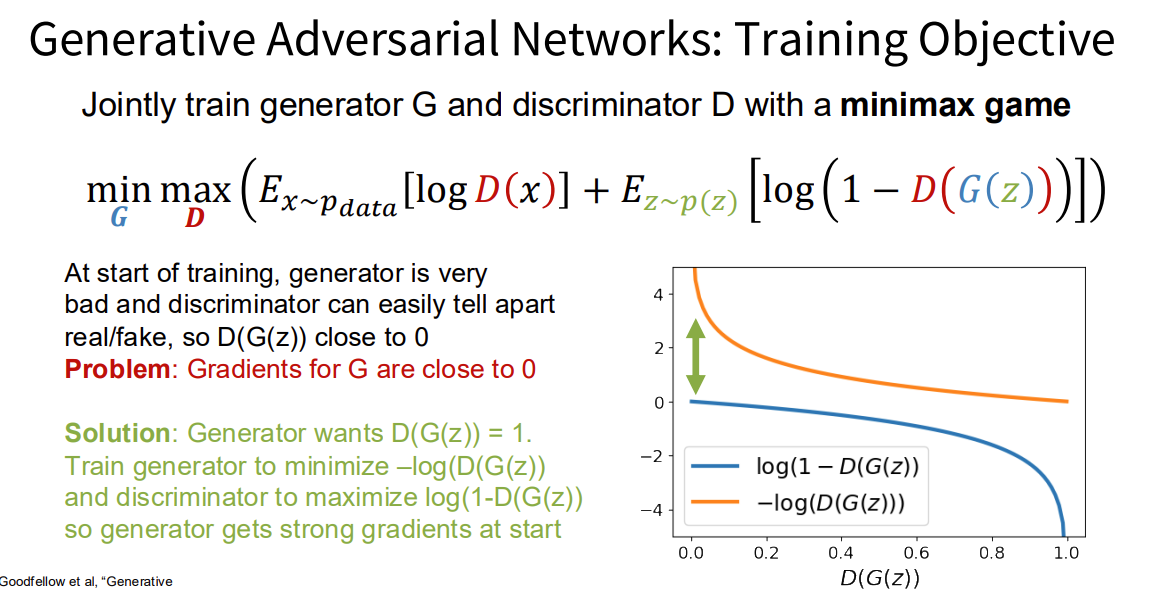 Generative Adversarial Networks: Training Objective
Jointly train generator G and discriminator D with a minimax game
min max (E_{x~p_data}[log D(x)] + E_{z~p(z)}[log(1 − D(G(z)))])
G D
At start of training, generator is very
bad and discriminator can easily tell apart
real/fake, so D(G(z)) close to 0
Problem: Gradients for G are close to 0
Solution: Generator wants D(G(z)) = 1.
Train generator to minimize –log(D(G(z))
and discriminator to maximize log(1-D(G(z))
so generator gets strong gradients at start
4
2
0
−2
−4
log(1 − D(G(z))
−log(D(G(z)))
0.0 0.2 0.4 0.6 0.8 1.0
D(G(z))
Goodfellow et al, “Generative